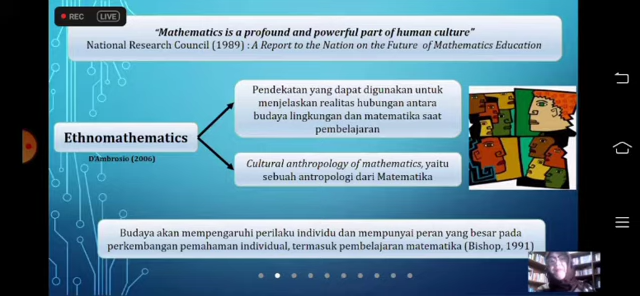 REC LIVE
"Mathematics is a profound and powerful part of human culture"
National Research Council (1989) : A Report to the Nation on the Future of Mathematics Education
Pendekatan yang dapat digunakan untuk
menjelaskan realitas hubungan antara
budaya lingkungan dan matematika saat
pembelajaran
Ethnomathematics
D'Ambrosio (2006)
Cultural anthropology of mathematics, yaitu
sebuah antropologi dari Matematika
Budaya akan mempengaruhi perilaku individu dan mempunyai peran yang besar pada
perkembangan pemahaman individual, termasuk pembelajaran matematika (Bishop, 1991)